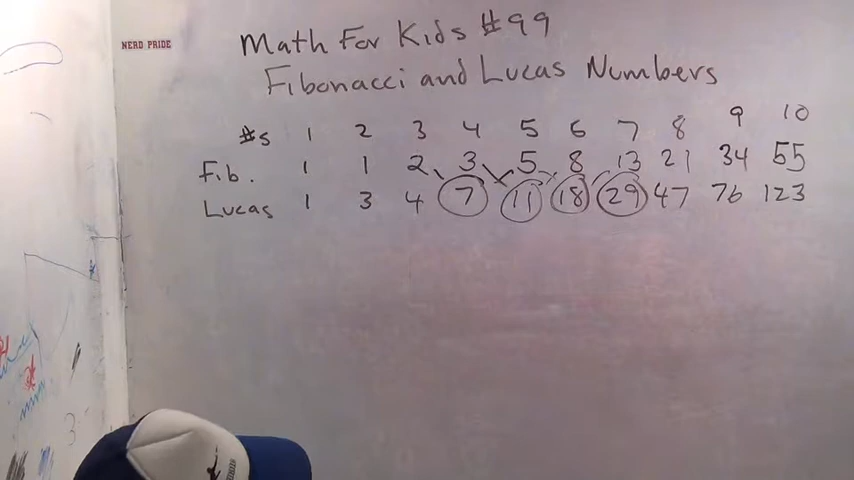 NERD PRIDE
Math For Kids #99
Fibonacci and Lucas Numbers
#s 1 2 3 4 5 6 7 8 9 10
Fib. 1 1 2 3 5 8 13 21 34 55
Lucas 1 3 4 7 11 18 29 47 76 123
3